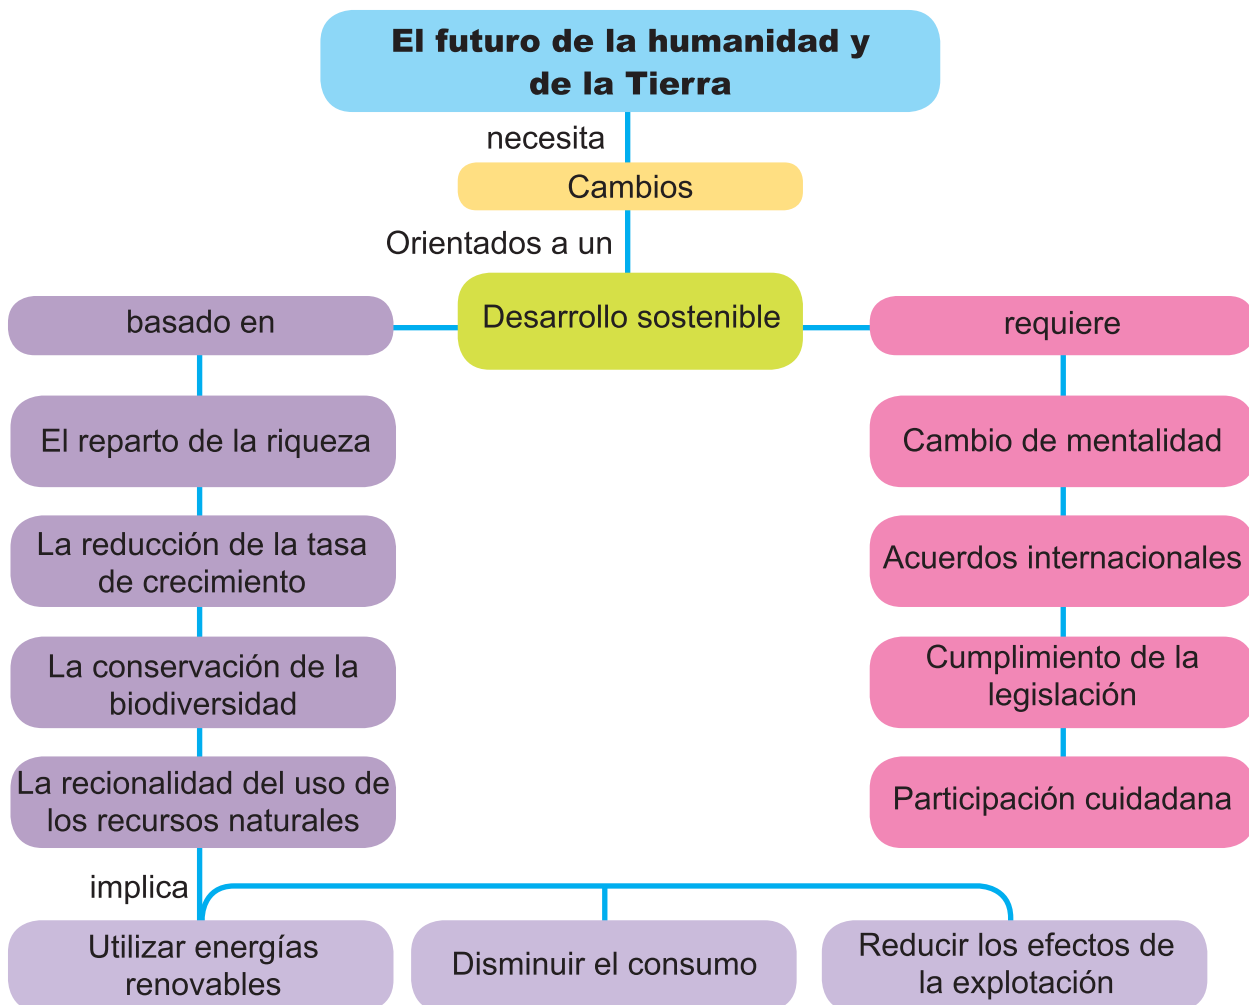 El futuro de la humanidad y
de la Tierra
necesita
Cambios
Orientados a un
Desarrollo sostenible
basado en
requiere
El reparto de la riqueza
Cambio de mentalidad
La reducción de la tasa
de crecimiento
Acuerdos internacionales
La conservación de la
biodiversidad
Cumplimiento de la
legislación
La recionalidad del uso de
los recursos naturales
Participación cuidadana
implica
Utilizar energías
renovables
Disminuir el consumo
Reducir los efectos de
la explotación